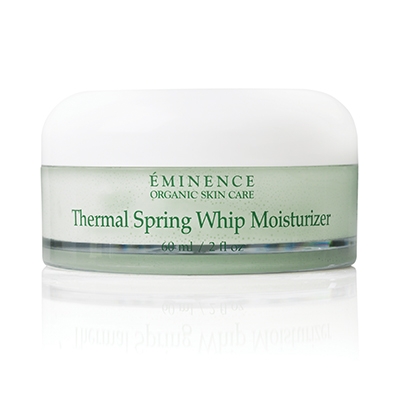 ÉMINENCE
ORGANIC SKIN CARE
Thermal Spring Whip Moisturizer
60 ml / 2 fl oz